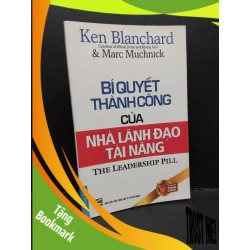 Ken Blanchard
& Marc Muchnick
BÍ QUYẾT
THÀNH CÔNG
CỦA
NHÀ LÃNH ĐẠO
TÀI NĂNG
THE LEADERSHIP PILL
Tặng
Bookmark